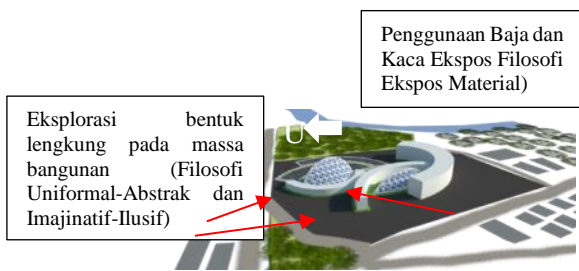 Penggunaan Baja dan
Kaca Ekspos Filosofi
Ekspos Material)
Eksplorasi bentuk
lengkung pada massa
bangunan (Filosofi
Uniformal-Abstrak dan
Imajinatif-Ilusif)
U